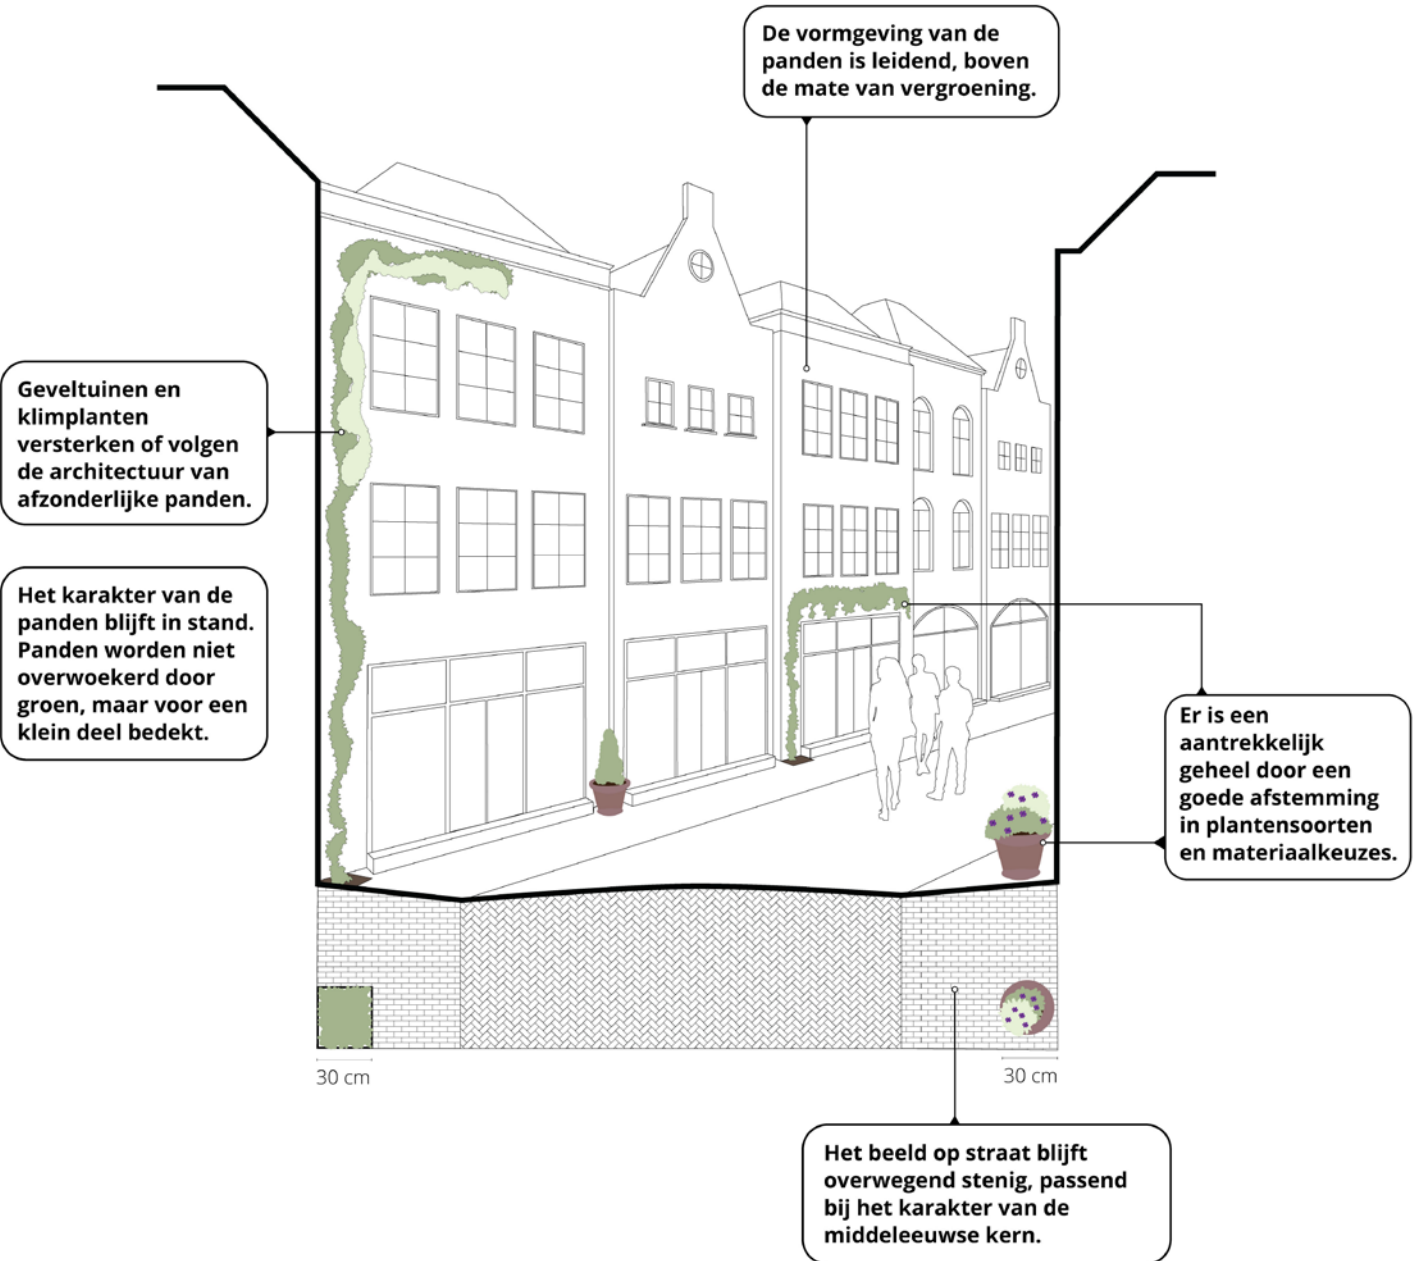 De vormgeving van de
panden is leidend, boven
de mate van vergroening.
Geveltuinen en
klimplanten
versterken of volgen
de architectuur van
afzonderlijke panden.
Het karakter van de
panden blijft in stand.
Panden worden niet
overwoekerd door
groen, maar voor een
klein deel bedekt.
Er is een
aantrekkelijk
geheel door een
goede afstemming
in plantensoorten
en materiaalkeuzes.
30 cm
30 cm
Het beeld op straat blijft
overwegend stenig, passend
bij het karakter van de
middeleeuwse kern.